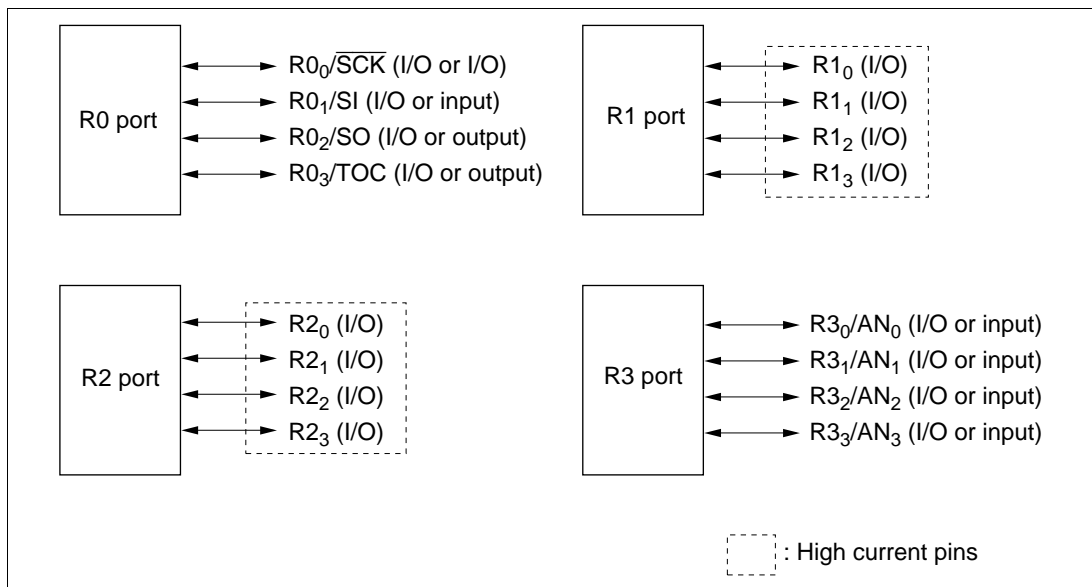 R0 port
R0₀/S̅C̅K̅ (I/O or I/O)
R0₁/SI (I/O or input)
R0₂/SO (I/O or output)
R0₃/TOC (I/O or output)
R1 port
R1₀ (I/O)
R1₁ (I/O)
R1₂ (I/O)
R1₃ (I/O)
R2 port
R2₀ (I/O)
R2₁ (I/O)
R2₂ (I/O)
R2₃ (I/O)
R3 port
R3₀/AN₀ (I/O or input)
R3₁/AN₁ (I/O or input)
R3₂/AN₂ (I/O or input)
R3₃/AN₃ (I/O or input)
: High current pins